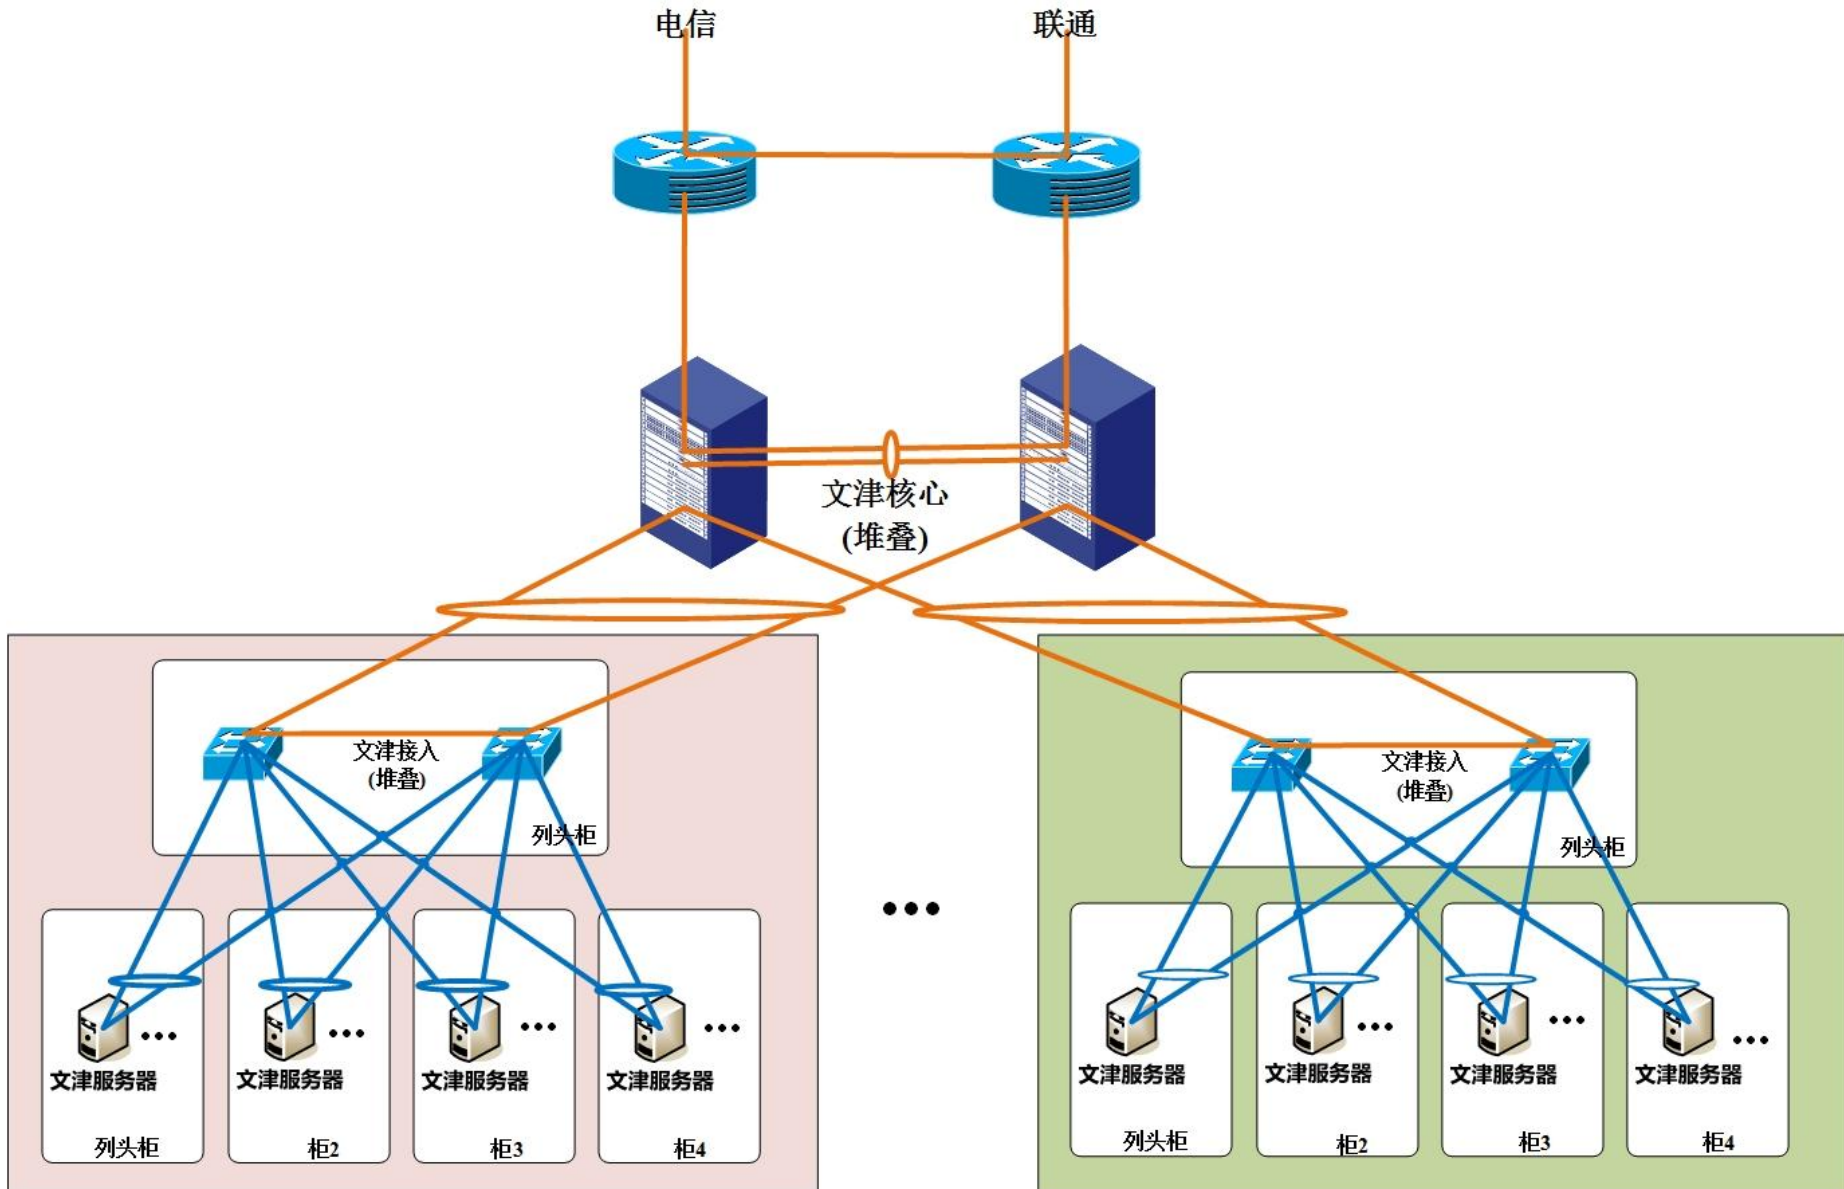 电信
联通
文津核心
(堆叠)
文津接入
(堆叠)
列头柜
文津服务器
文津服务器
文津服务器
文津服务器
列头柜
柜2
柜3
柜4
文津接入
(堆叠)
列头柜
文津服务器
文津服务器
文津服务器
文津服务器
列头柜
柜2
柜3
柜4